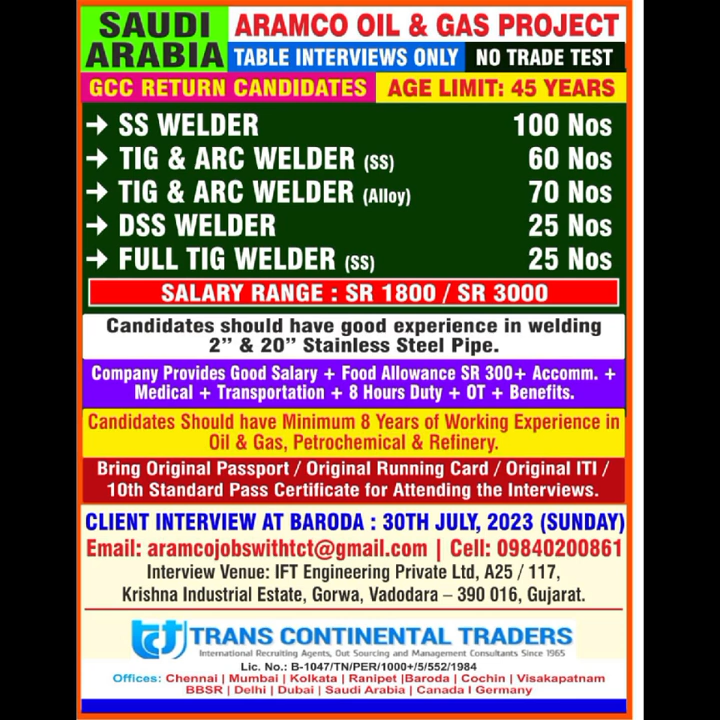 SAUDI ARABIA
ARAMCO OIL & GAS PROJECT
TABLE INTERVIEWS ONLY NO TRADE TEST
GCC RETURN CANDIDATES AGE LIMIT: 45 YEARS
→ SS WELDER 100 Nos
→ TIG & ARC WELDER (SS) 60 Nos
→ TIG & ARC WELDER (Alloy) 70 Nos
→ DSS WELDER 25 Nos
→ FULL TIG WELDER (SS) 25 Nos
SALARY RANGE : SR 1800 / SR 3000
Candidates should have good experience in welding
2” & 20” Stainless Steel Pipe.
Company Provides Good Salary + Food Allowance SR 300+ Accomm. +
Medical + Transportation + 8 Hours Duty + OT + Benefits.
Candidates Should have Minimum 8 Years of Working Experience in
Oil & Gas, Petrochemical & Refinery.
Bring Original Passport / Original Running Card / Original ITI /
10th Standard Pass Certificate for Attending the Interviews.
CLIENT INTERVIEW AT BARODA : 30TH JULY, 2023 (SUNDAY)
Email: aramcojobswithtct@gmail.com | Cell: 09840200861
Interview Venue: IFT Engineering Private Ltd, A25 / 117,
Krishna Industrial Estate, Gorwa, Vadodara – 390 016, Gujarat.
tct TRANS CONTINENTAL TRADERS
International Recruiting Agents, Out Sourcing and Management Consultants Since 1965
Lic. No.: B-1047/TN/PER/1000+/5/552/1984
Offices: Chennai | Mumbai | Kolkata | Ranipet |Baroda | Cochin | Visakapatnam
BBSR | Delhi | Dubai | Saudi Arabia | Canada I Germany